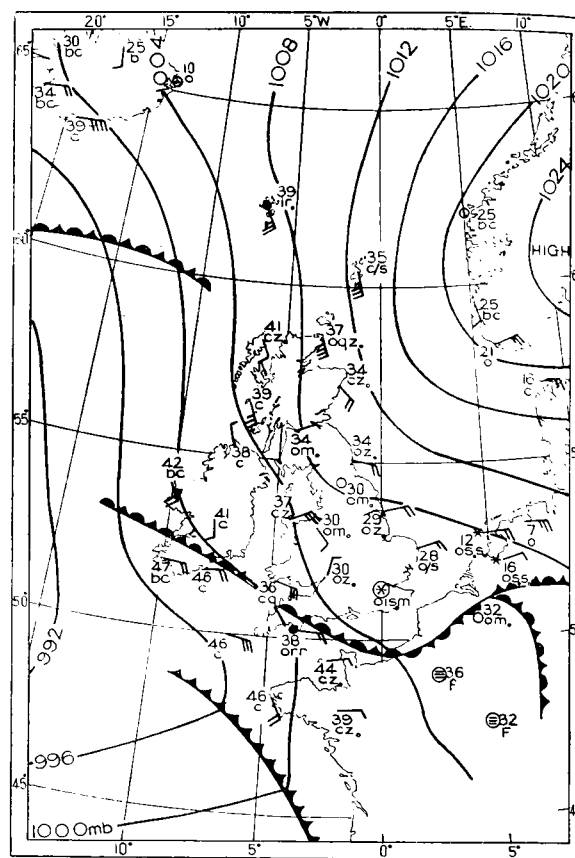 20° 15° 10° 5°W 0° 5°E 10°
65
30
bc
25
b
10
o
1004
1008
1012
1016
1020
34
bc
39
c
1024
39
ir.
25
bc
60
35
c/s
HIGH
25
bc
41
cz.
37
oqz.
21
o
34
cz.
16
c
39
c
55
34
om.
34
oz.
38
c
42
bc
30
om.
37
cz.
41
c
30
om.
29
oz.
12
oss
7
o
28
o/s
16
oss
47
bc
46
c
30
oz.
36
cq
50
992
32
om.
38
orr
46
c
44
cz.
36
f
46
c
39
cz.
32
F
996
45
1000mb
10° 5° 0° 5°